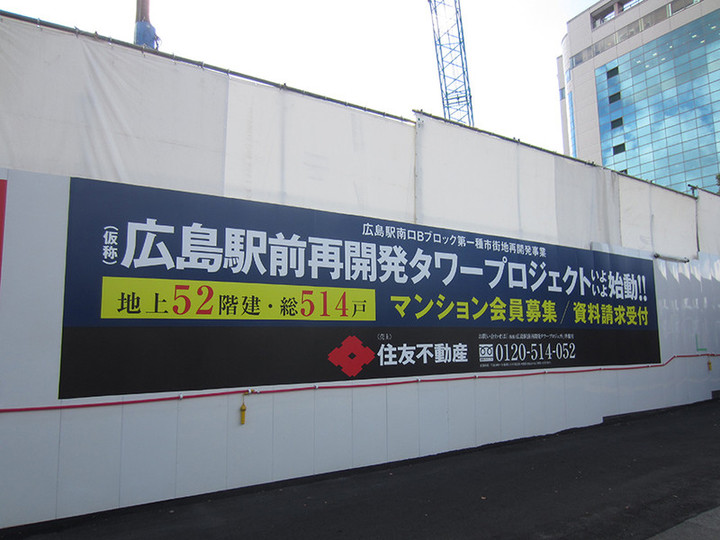 広島駅南口Bブロック第一種市街地再開発事業
(仮称)広島駅前再開発タワープロジェクトいよいよ始動!!
地上52階建・総514戸 マンション会員募集/資料請求受付
(売主)住友不動産 0120-514-052